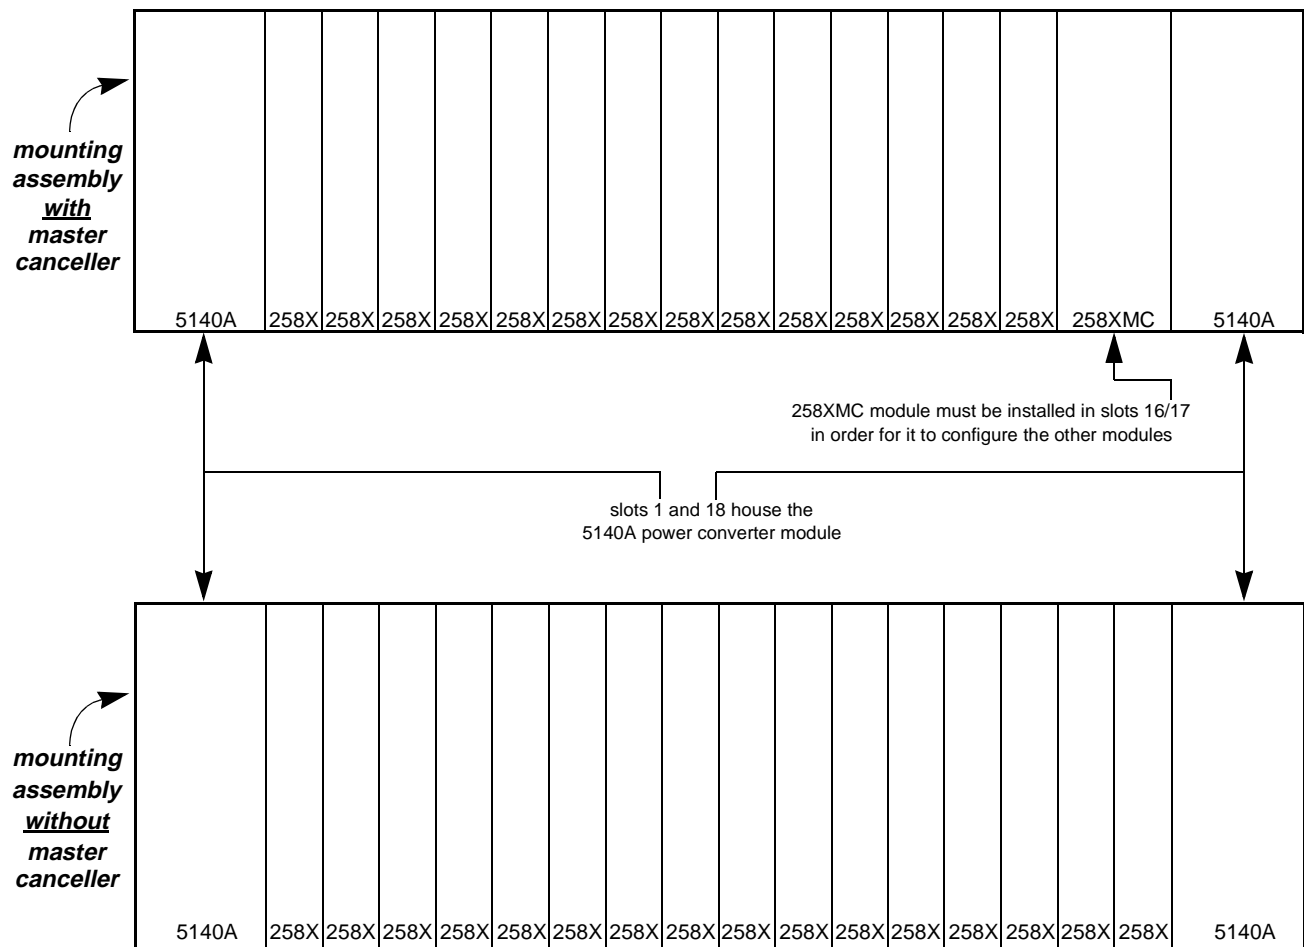 mounting
assembly
with
master
canceller
5140A 258X 258X 258X 258X 258X 258X 258X 258X 258X 258X 258X 258X 258X 258X 258XMC 5140A
258XMC module must be installed in slots 16/17
in order for it to configure the other modules
slots 1 and 18 house the
5140A power converter module
mounting
assembly
without
master
canceller
5140A 258X 258X 258X 258X 258X 258X 258X 258X 258X 258X 258X 258X 258X 258X 258X 258X 5140A